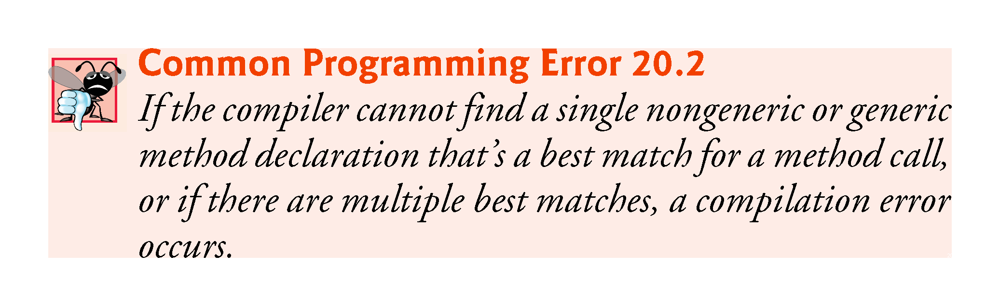 Common Programming Error 20.2
If the compiler cannot find a single nongeneric or generic
method declaration that’s a best match for a method call,
or if there are multiple best matches, a compilation error
occurs.